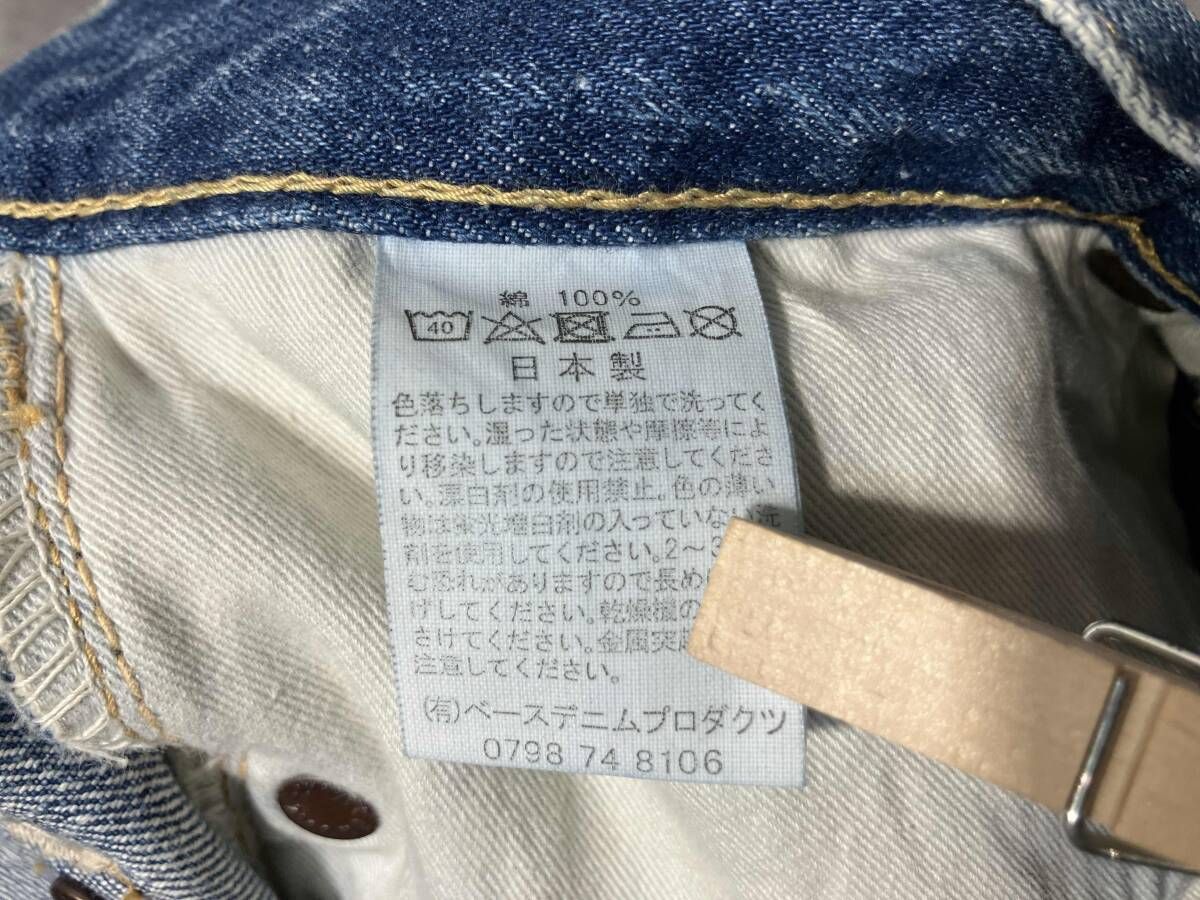 綿 100%
40
日本製
色落ちしますので単独で洗ってく
ださい。湿った状態や摩擦等によ
り移染しますので注意してくださ
い。漂白剤の使用禁止。色の薄い
物は蛍光増白剤の入っていない洗
剤を使用してください。2～3
む恐れがありますので長め
げしてください。乾燥機の
さけてください。金属突起
注意してください。
(有)ベースデニムプロダクツ
0798 74 8106